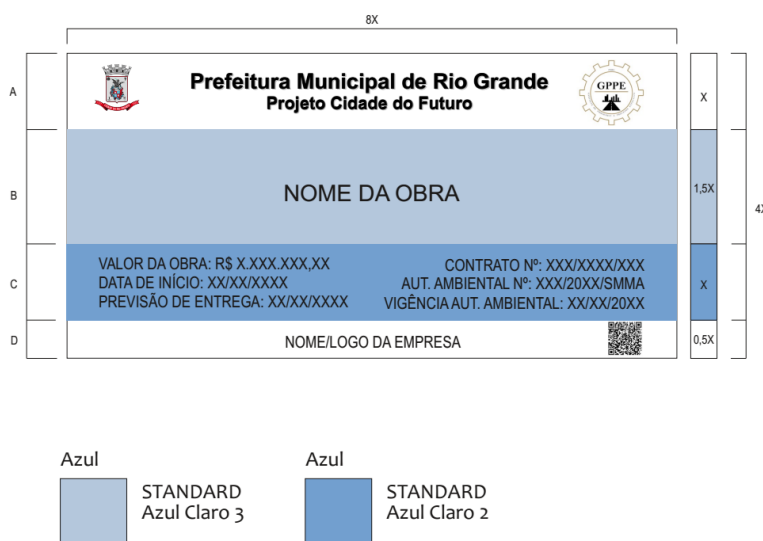 8X
A
Prefeitura Municipal de Rio Grande
Projeto Cidade do Futuro
GPPE
X
B
NOME DA OBRA
1,5X
4X
C
VALOR DA OBRA: R$ X.XXX.XXX,XX
DATA DE INÍCIO: XX/XX/XXXX
PREVISÃO DE ENTREGA: XX/XX/XXXX
CONTRATO Nº: XXX/XXXX/XXX
AUT. AMBIENTAL Nº: XXX/20XX/SMMA
VIGÊNCIA AUT. AMBIENTAL: XX/XX/20XX
X
D
NOME/LOGO DA EMPRESA
0,5X
Azul
STANDARD
Azul Claro 3
Azul
STANDARD
Azul Claro 2